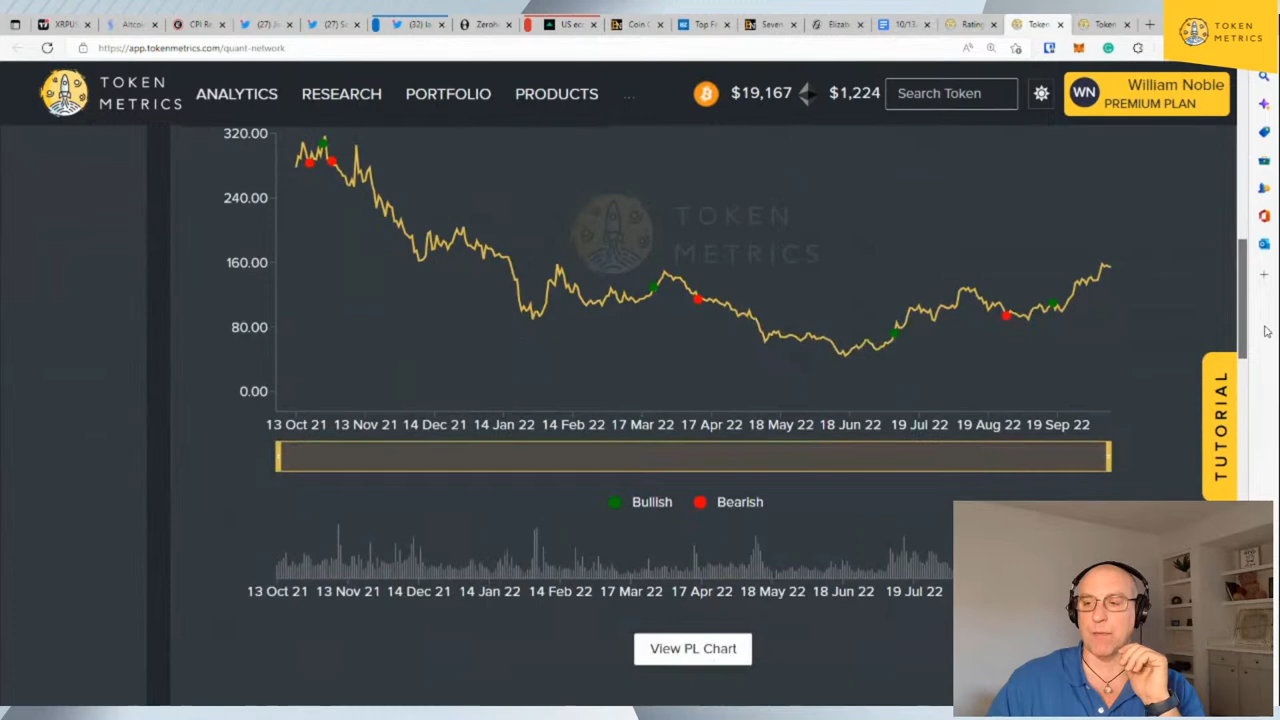 XRPU
Altcoi
CPI R
(27) Ji
(27) S
(32) Ia
Zeroh
US ec
Coin
Top F
Seven
Elizab
10/13
Rating
Token
Token
TOKEN
METRICS
https://app.tokenmetrics.com/quant-network
TOKEN
METRICS
ANALYTICS
RESEARCH
PORTFOLIO
PRODUCTS
...
$19,167
$1,224
Search Token
WN
William Noble
PREMIUM PLAN
320.00
240.00
160.00
80.00
0.00
TOKEN
METRICS
13 Oct 21 13 Nov 21 14 Dec 21 14 Jan 22 14 Feb 22 17 Mar 22 17 Apr 22 18 May 22 18 Jun 22 19 Jul 22 19 Aug 22 19 Sep 22
TUTORIAL
Bullish Bearish
13 Oct 21 13 Nov 21 14 Dec 21 14 Jan 22 14 Feb 22 17 Mar 22 17 Apr 22 18 May 22 18 Jun 22 19 Jul 22
View PL Chart